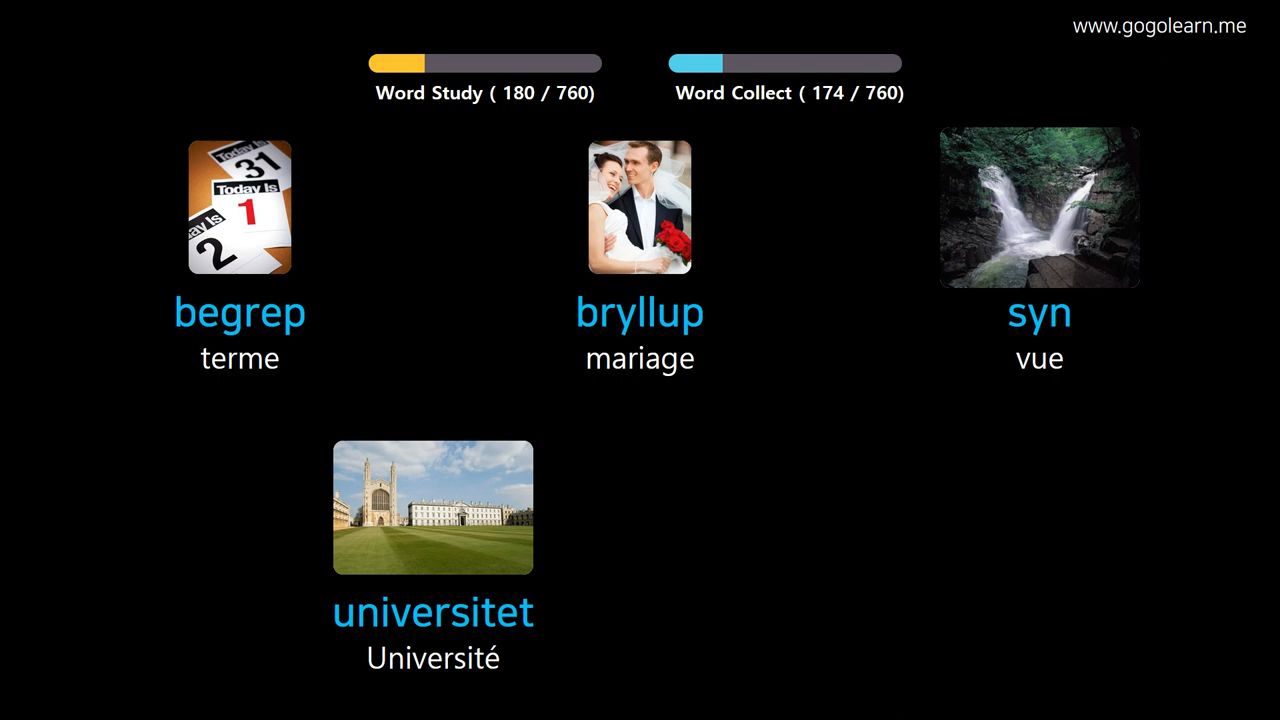 www.gogolearn.me
Word Study ( 180 / 760)
Word Collect ( 174 / 760)
Today Is
31
Today Is
1
ay Is
2
begrep
terme
bryllup
mariage
syn
vue
universitet
Université